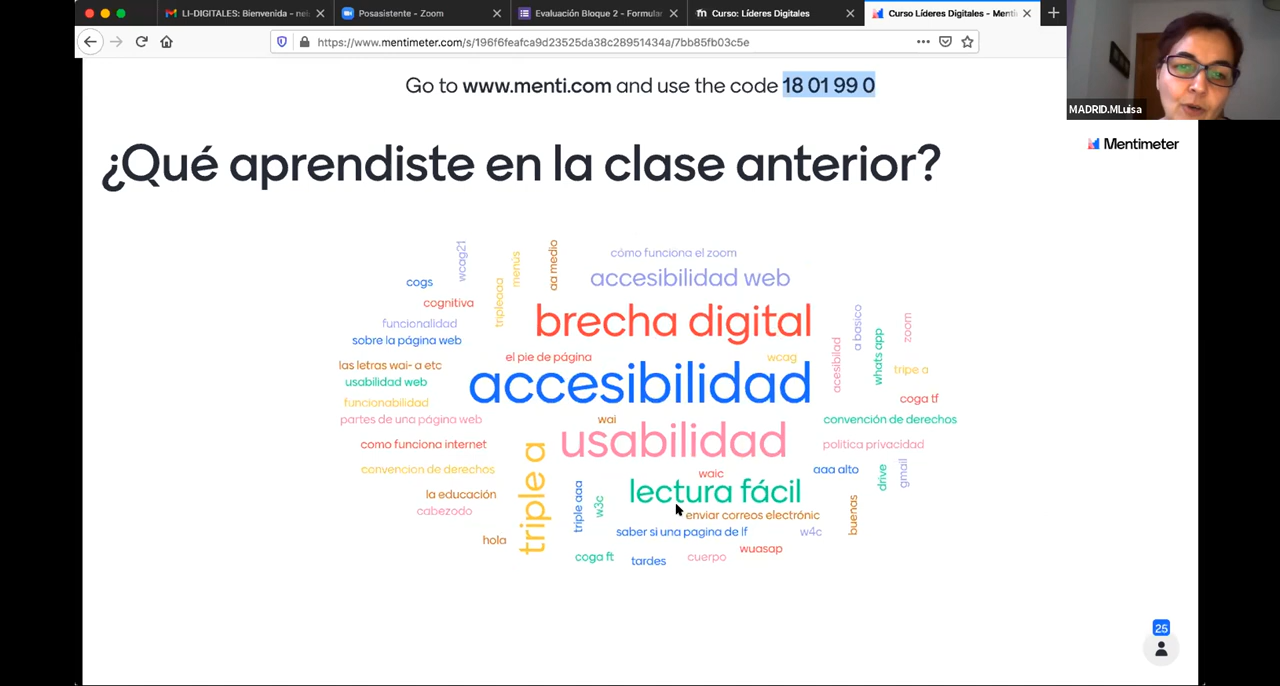 LI-DIGITALES: Bienvenida - nei
Posasistente - Zoom
Evaluación Bloque 2 - Formular
Curso: Líderes Digitales
Curso Líderes Digitales - Menti
https://www.mentimeter.com/s/196f6feafca9d23525da38c28951434a/7bb85fb03c5e
MADRID.MLuisa
Go to www.menti.com and use the code 18 01 99 0
Mentimeter
¿Qué aprendiste en la clase anterior?
wcag21
menús
aa medio
cómo funciona el zoom
accesibilidad web
cogs
tripleaaa
cognitiva
brecha digital
a basico
zoom
funcionalidad
sobre la página web
whats app
acesibilad
el pie de página
wcag
las letras wai- a etc
tripe a
usabilidad web
accesibilidad
funcionabilidad
coga tf
partes de una página web
wai
convención de derechos
como funciona internet
usabilidad
politica privacidad
convencion de derechos
waic
aaa alto
drive
gmail
triple a
la educación
triple aaa
w3c
lectura fácil
cabezodo
enviar correos electrónic
buenas
hola
saber si una pagina de lf
w4c
coga ft
tardes
cuerpo
wuasap
25